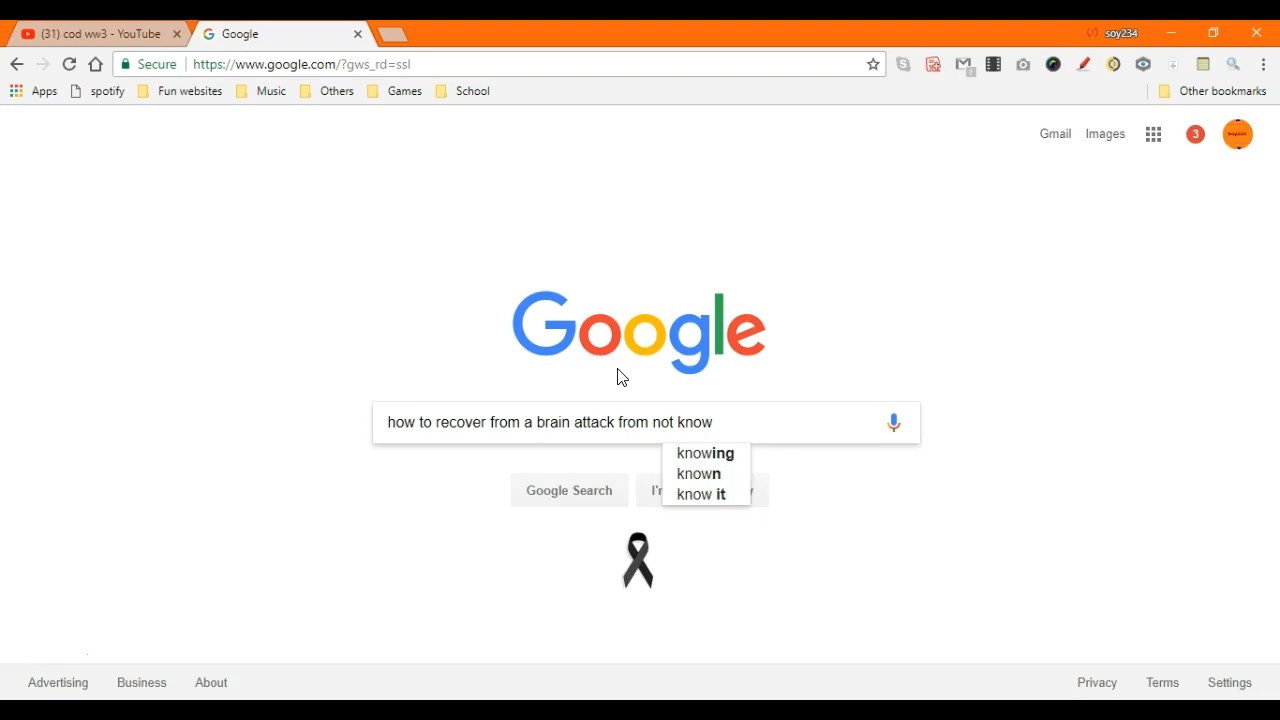 (31) cod ww3 - YouTube
Google
soy234
Secure
https://www.google.com/?gws_rd=ssl
Apps
spotify
Fun websites
Music
Others
Games
School
Other bookmarks
Gmail
Images
3
Google
how to recover from a brain attack from not know
knowing
known
know it
Google Search
Advertising
Business
About
Privacy
Terms
Settings